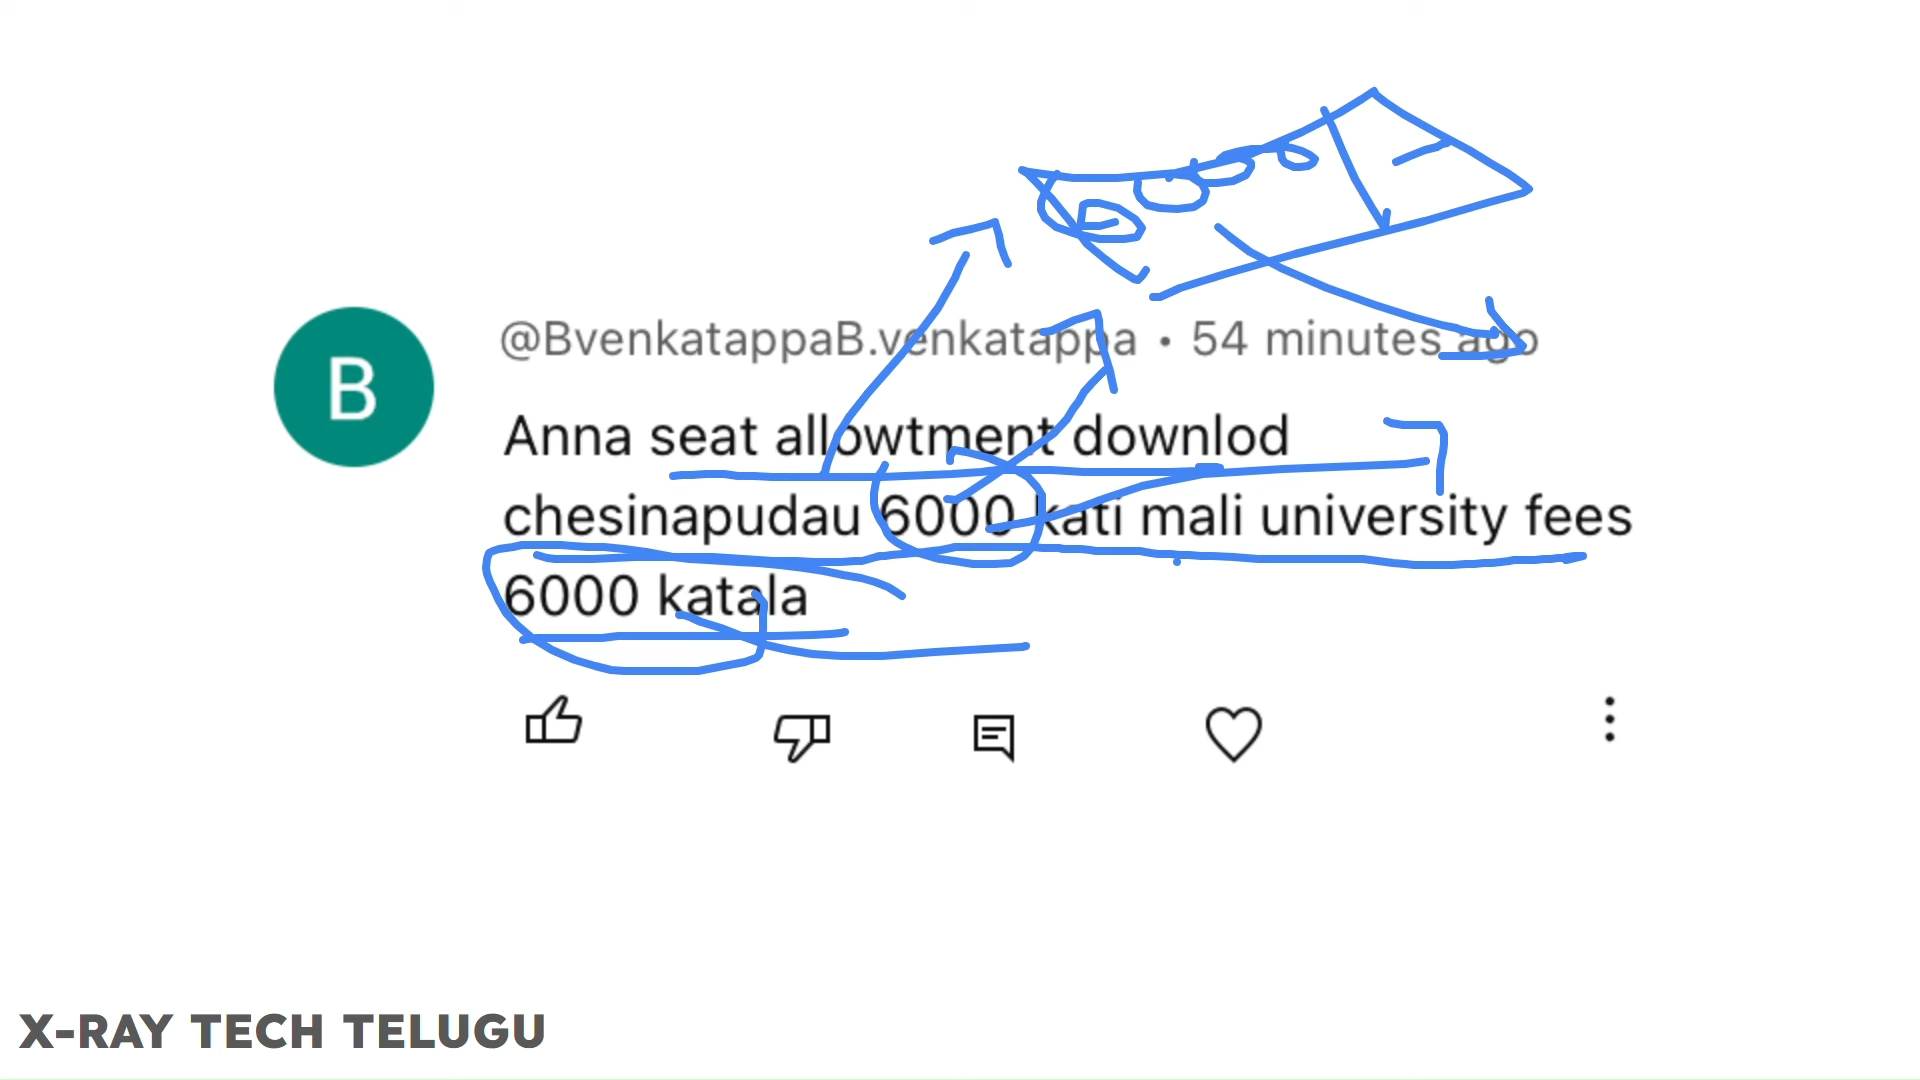 B
@BvenkatappaB.venkatappa • 54 minutes ago
Anna seat allowtment downlod
chesinapudau 6000 kati mali university fees
6000 katala
X-RAY TECH TELUGU